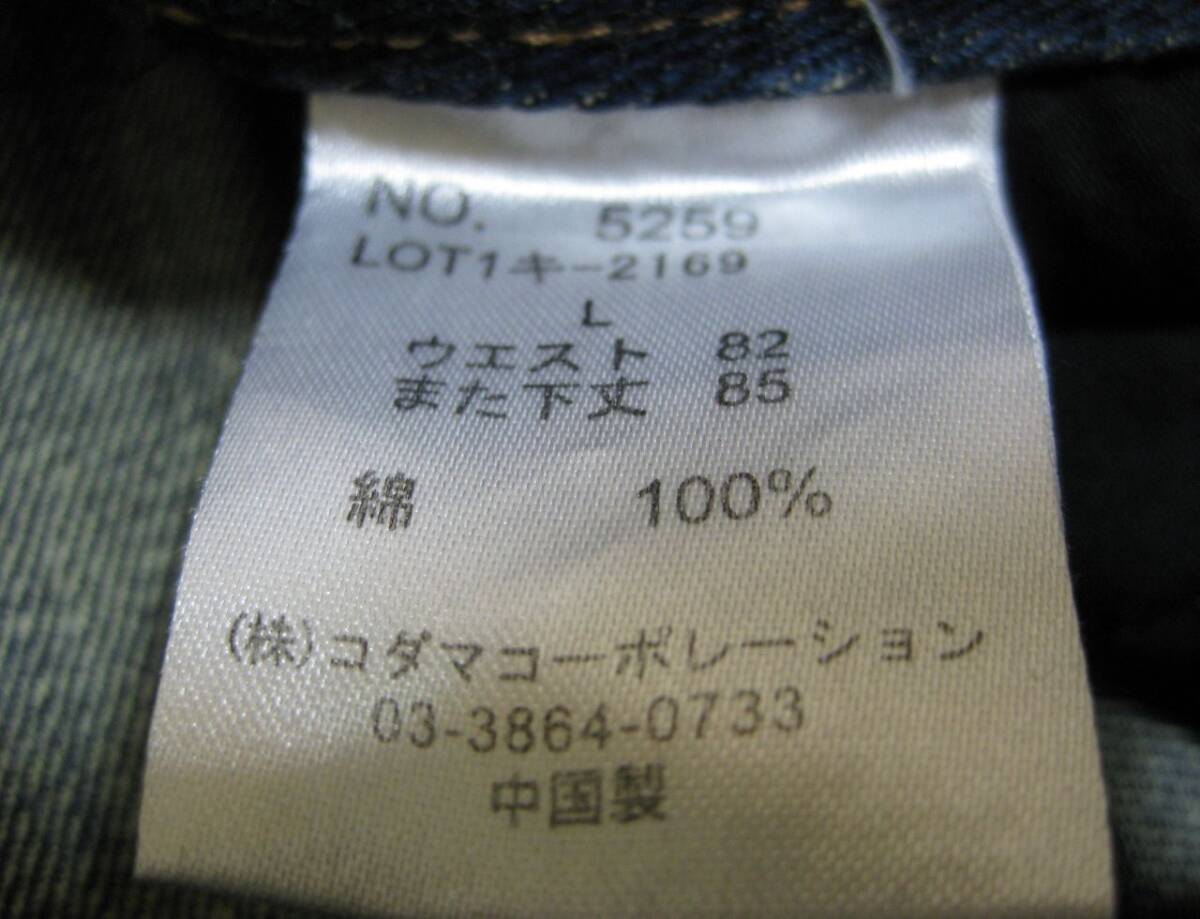 NO. 5259
LOT1キ-2169
L
ウエスト 82
また下丈 85
綿 100%
(株)コダマコーポレーション
03-3864-0733
中国製